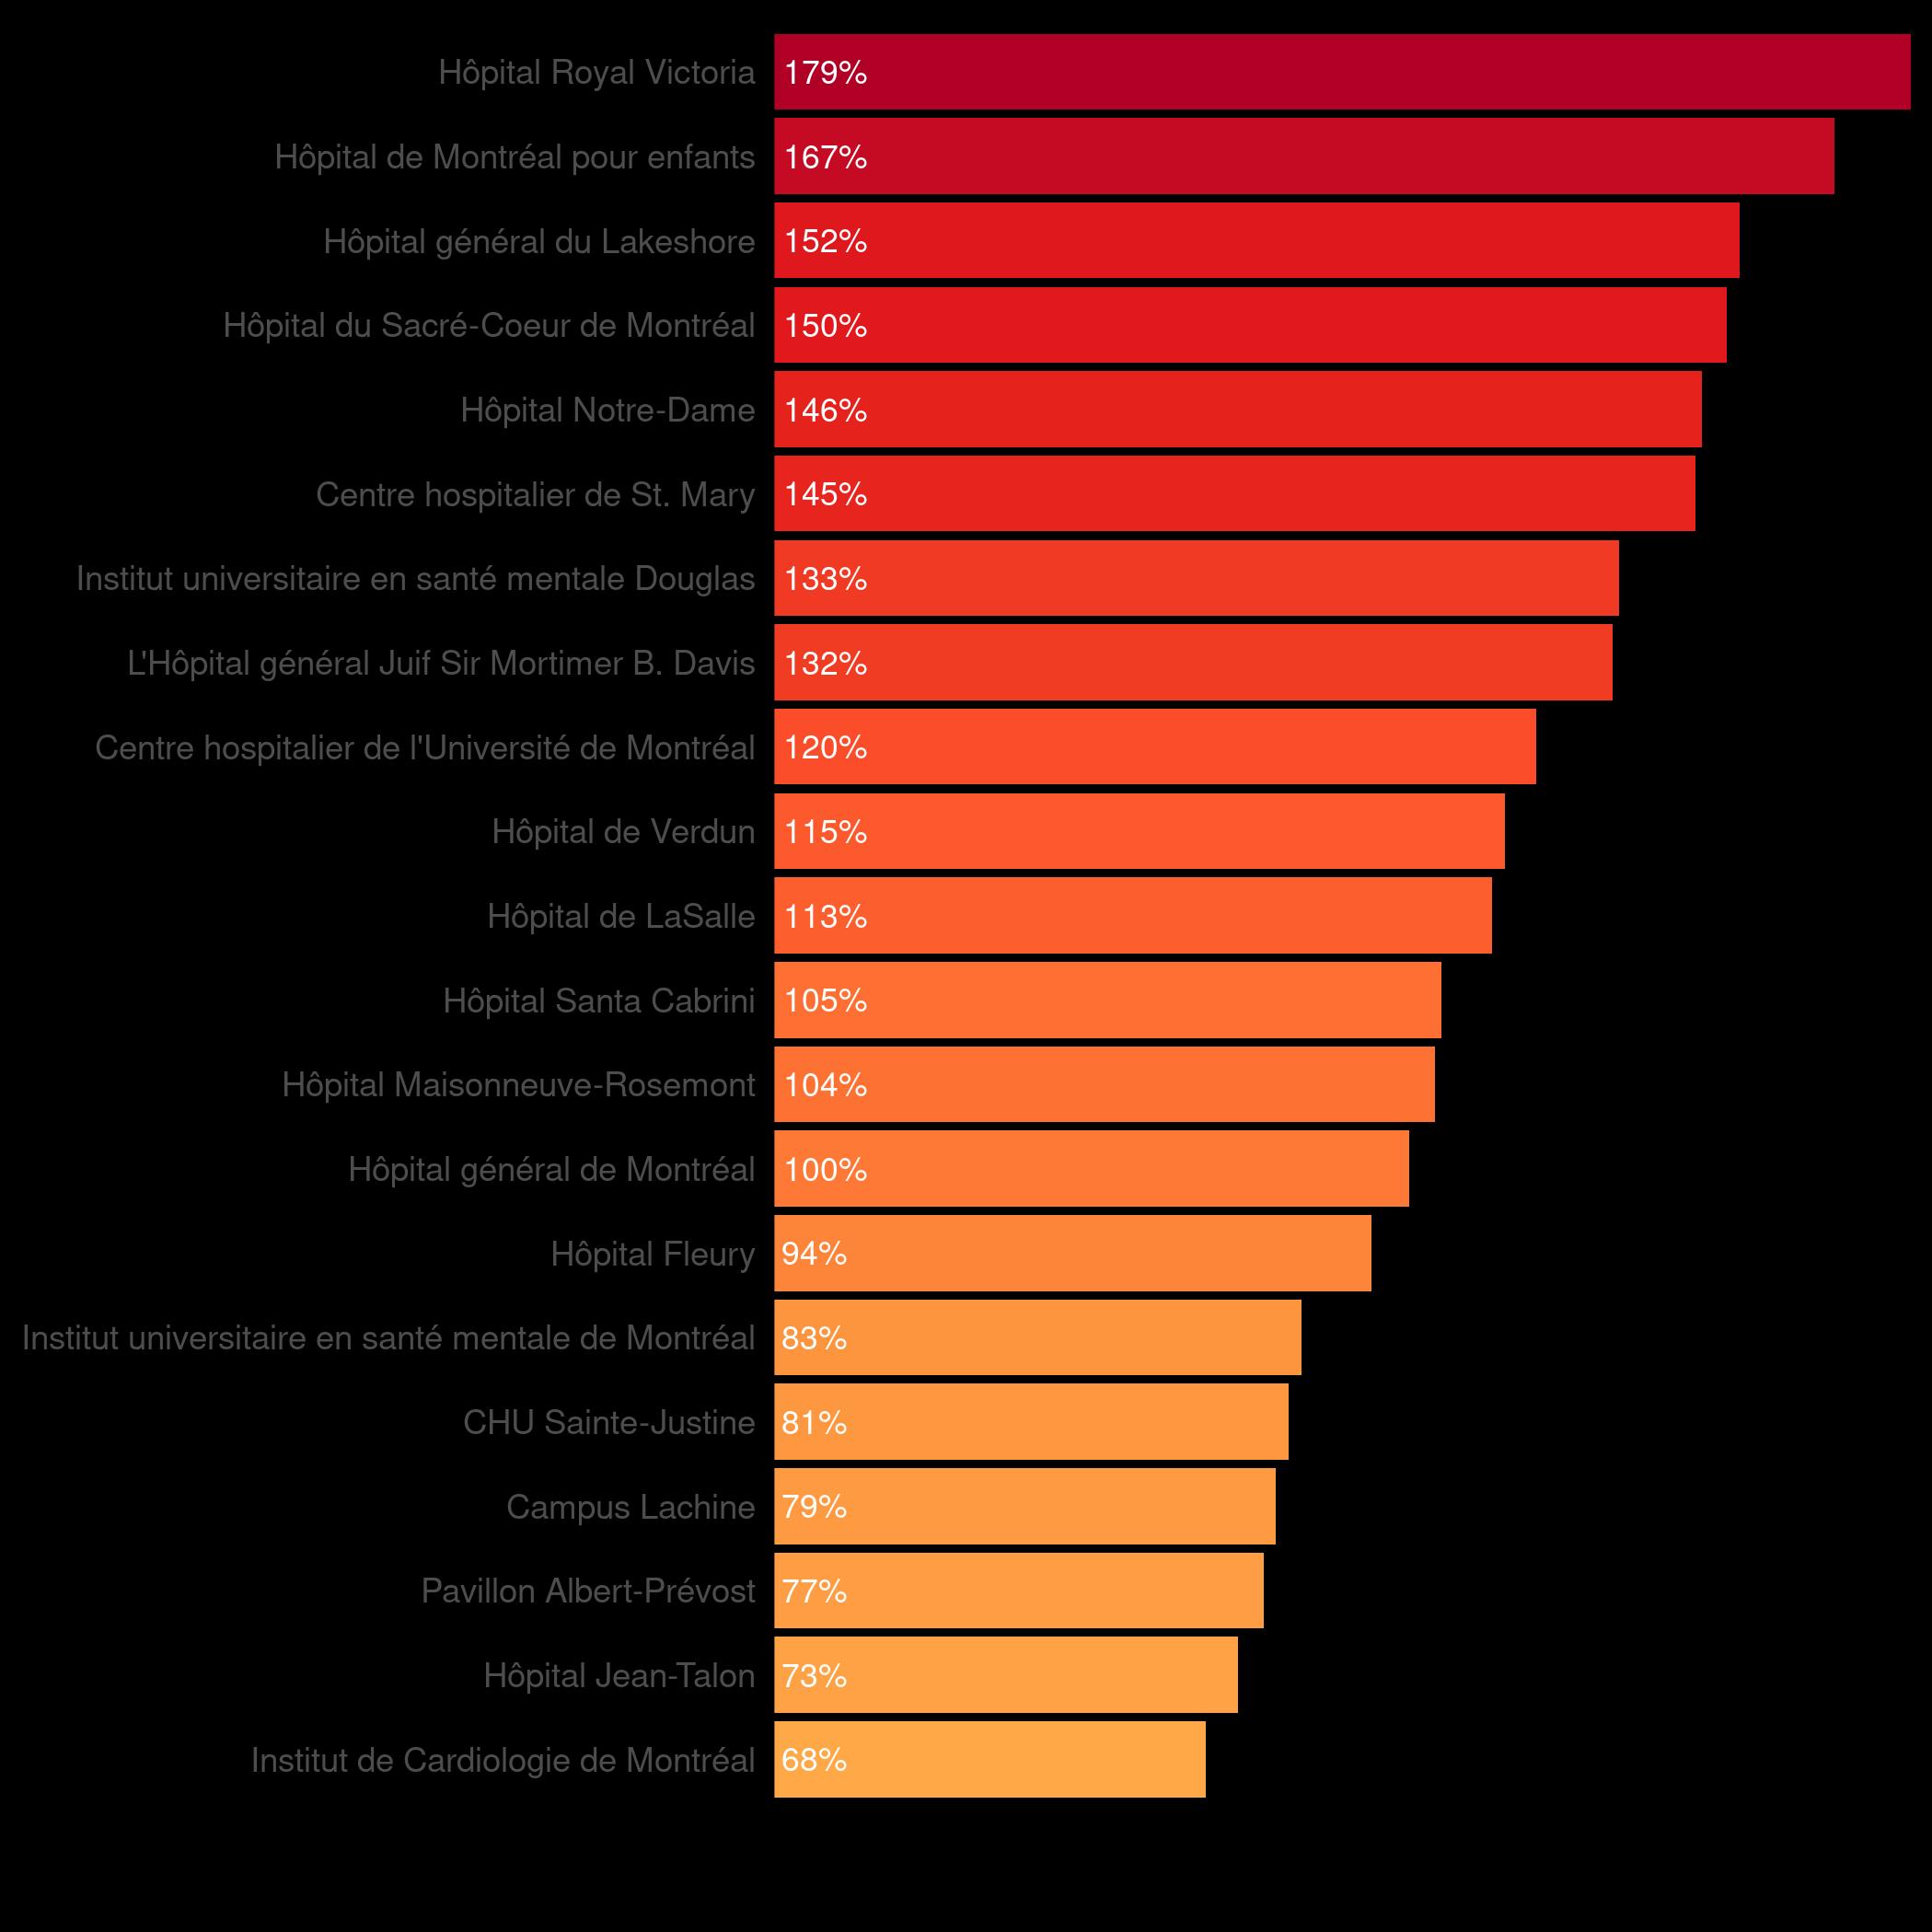 Hôpital Royal Victoria 179%
Hôpital de Montréal pour enfants 167%
Hôpital général du Lakeshore 152%
Hôpital du Sacré-Coeur de Montréal 150%
Hôpital Notre-Dame 146%
Centre hospitalier de St. Mary 145%
Institut universitaire en santé mentale Douglas 133%
L'Hôpital général Juif Sir Mortimer B. Davis 132%
Centre hospitalier de l'Université de Montréal 120%
Hôpital de Verdun 115%
Hôpital de LaSalle 113%
Hôpital Santa Cabrini 105%
Hôpital Maisonneuve-Rosemont 104%
Hôpital général de Montréal 100%
Hôpital Fleury 94%
Institut universitaire en santé mentale de Montréal 83%
CHU Sainte-Justine 81%
Campus Lachine 79%
Pavillon Albert-Prévost 77%
Hôpital Jean-Talon 73%
Institut de Cardiologie de Montréal 68%